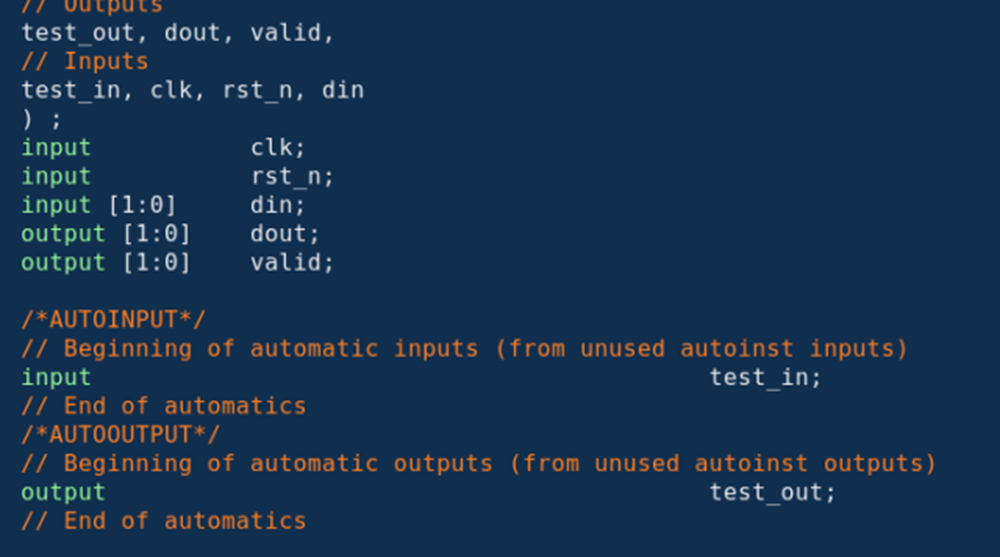 // Outputs
test_out, dout, valid,
// Inputs
test_in, clk, rst_n, din
) ;
input clk;
input rst_n;
input [1:0] din;
output [1:0] dout;
output [1:0] valid;
/*AUTOINPUT*/
// Beginning of automatic inputs (from unused autoinst inputs)
input test_in;
// End of automatics
/*AUTOOUTPUT*/
// Beginning of automatic outputs (from unused autoinst outputs)
output test_out;
// End of automatics